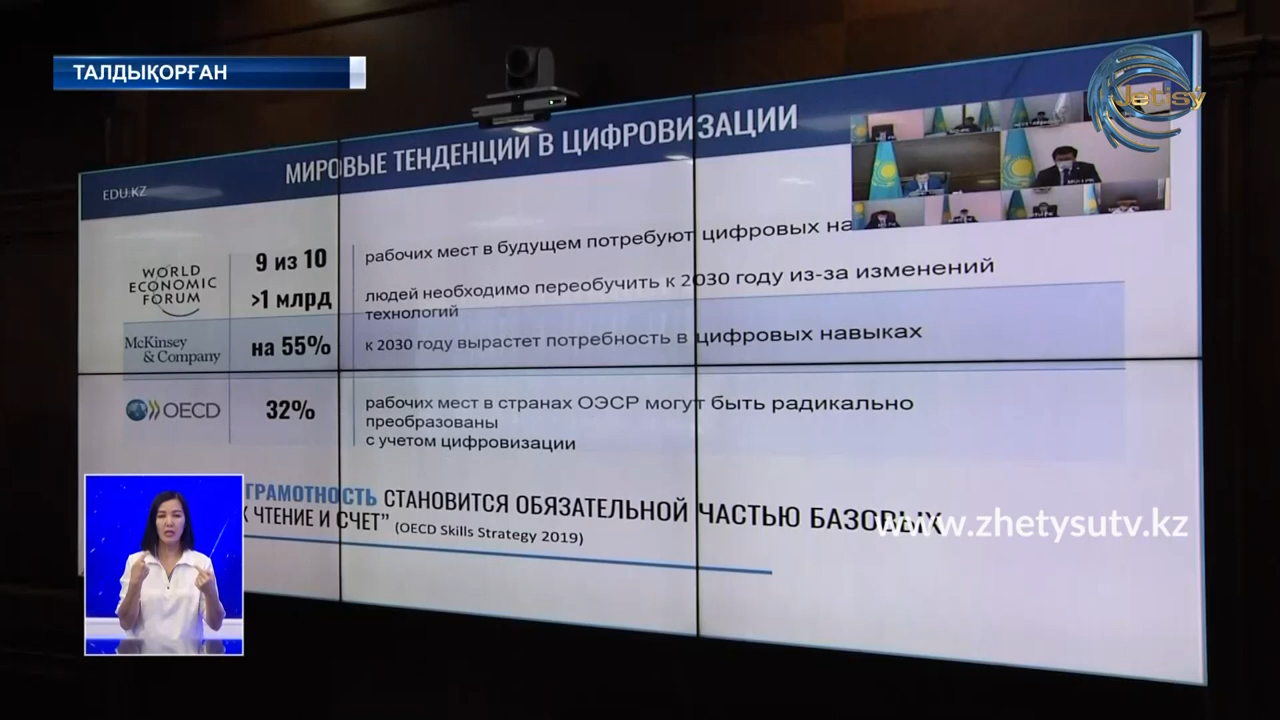 ТАЛДЫҚОРҒАН
Jetisy
МИРОВЫЕ ТЕНДЕНЦИИ В ЦИФРОВИЗАЦИИ
EDU.KZ
WORLD
ECONOMIC
FORUM
9 из 10
рабочих мест в будущем потребуют цифровых на
>1 млрд
людей необходимо переобучить к 2030 году из-за изменений
технологий
McKinsey
& Company
на 55%
к 2030 году вырастет потребность в цифровых навыках
OECD
32%
рабочих мест в странах ОЭСР могут быть радикально
преобразованы
с учетом цифровизации
ГРАМОТНОСТЬ СТАНОВИТСЯ ОБЯЗАТЕЛЬНОЙ ЧАСТЬЮ БАЗОВЫХ
К ЧТЕНИЕ И СЧЕТ” (OECD Skills Strategy 2019)
www.zhetysutv.kz